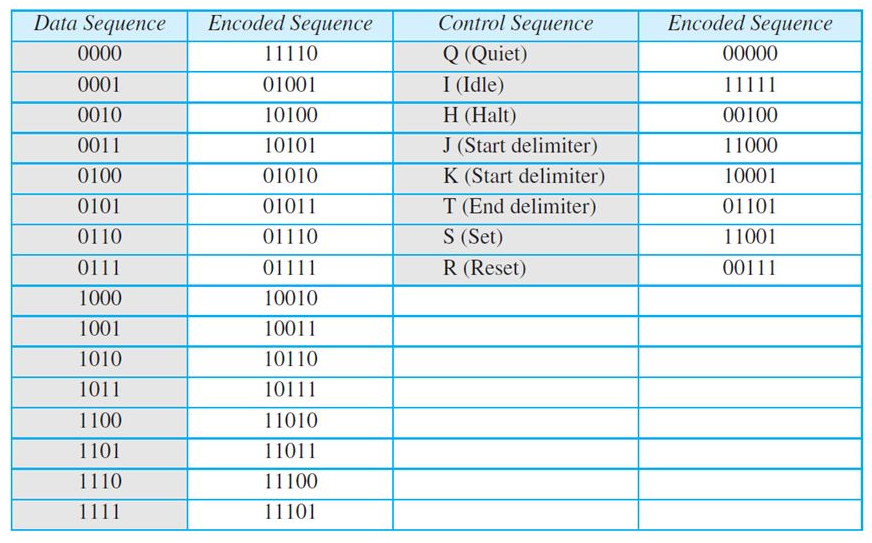 Data Sequence Encoded Sequence Control Sequence Encoded Sequence
0000 11110 Q (Quiet) 00000
0001 01001 I (Idle) 11111
0010 10100 H (Halt) 00100
0011 10101 J (Start delimiter) 11000
0100 01010 K (Start delimiter) 10001
0101 01011 T (End delimiter) 01101
0110 01110 S (Set) 11001
0111 01111 R (Reset) 00111
1000 10010
1001 10011
1010 10110
1011 10111
1100 11010
1101 11011
1110 11100
1111 11101